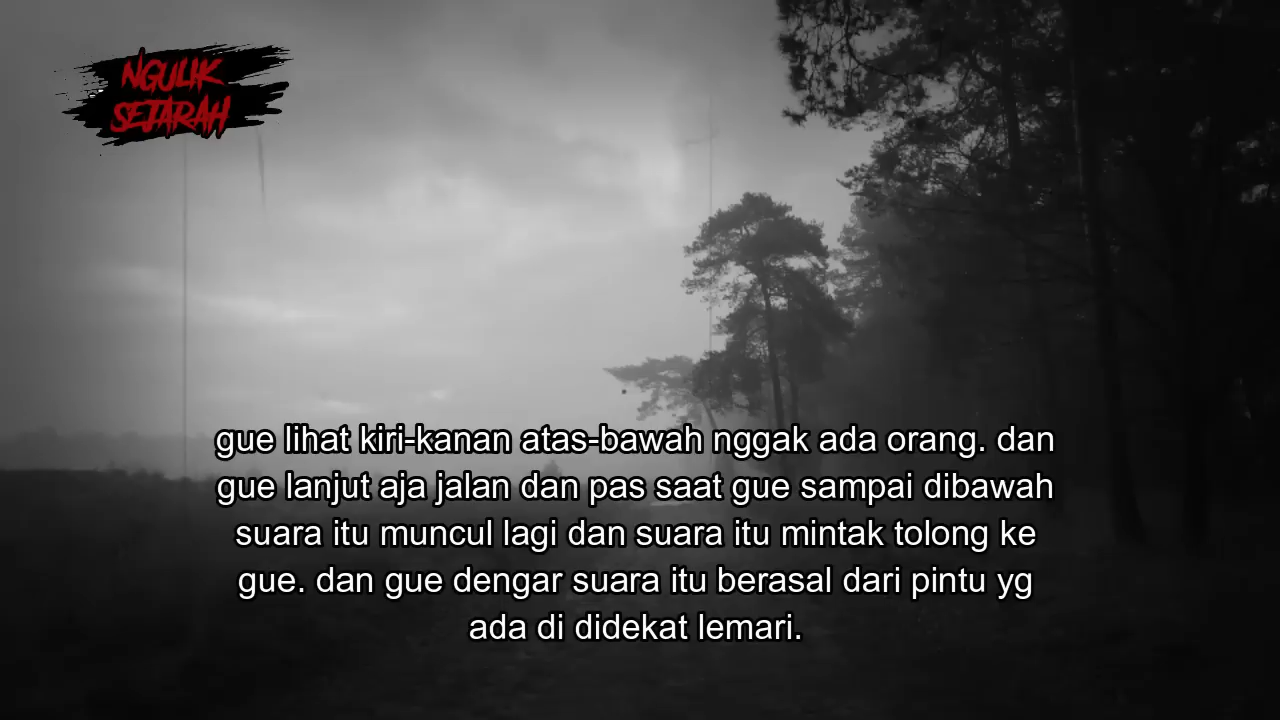 NGULIK
SEJARAH
gue lihat kiri-kanan atas-bawah nggak ada orang. dan
gue lanjut aja jalan dan pas saat gue sampai dibawah
suara itu muncul lagi dan suara itu mintak tolong ke
gue. dan gue dengar suara itu berasal dari pintu yg
ada di didekat lemari.